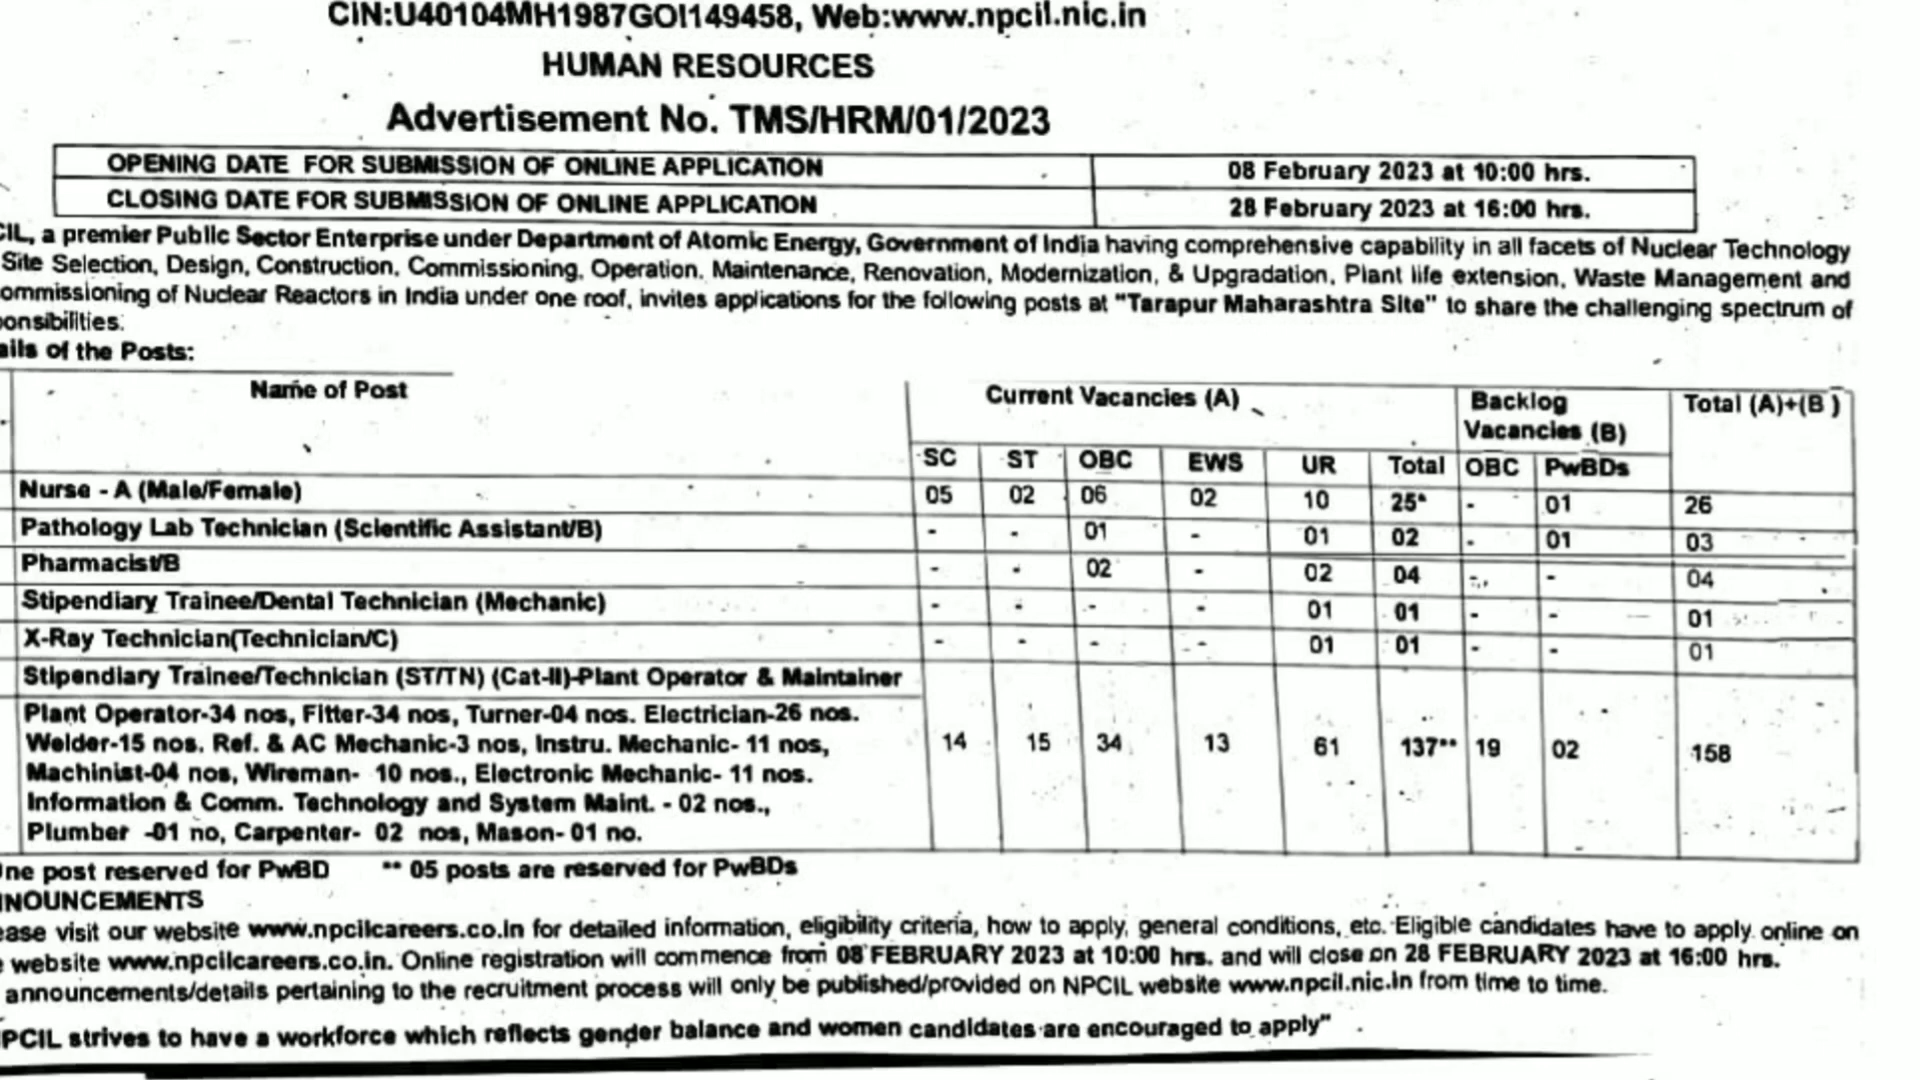 CIN:U40104MH1987GOI149458, Web:www.npcil.nic.in
HUMAN RESOURCES
Advertisement No. TMS/HRM/01/2023
OPENING DATE FOR SUBMISSION OF ONLINE APPLICATION 08 February 2023 at 10:00 hrs.
CLOSING DATE FOR SUBMISSION OF ONLINE APPLICATION 28 February 2023 at 16:00 hrs.
CIL, a premier Public Sector Enterprise under Department of Atomic Energy, Government of India having comprehensive capability in all facets of Nuclear Technology
Site Selection, Design, Construction, Commissioning, Operation, Maintenance, Renovation, Modernization, & Upgradation, Plant life extension, Waste Management and
ommissioning of Nuclear Reactors in India under one roof, invites applications for the following posts at "Tarapur Maharashtra Site" to share the challenging spectrum of
onsibilities.
ails of the Posts:
Name of Post Current Vacancies (A) Backlog Vacancies (B) Total (A)+(B )
SC ST OBC EWS UR Total OBC PwBDs
Nurse - A (Male/Female) 05 02 06 02 10 25* - 01 26
Pathology Lab Technician (Scientific Assistant/B) - - 01 - 01 02 - 01 03
Pharmacist/B - - 02 - 02 04 - - 04
Stipendiary Trainee/Dental Technician (Mechanic) - - - - 01 01 - - 01
X-Ray Technician(Technician/C) - - - - 01 01 - - 01
Stipendiary Trainee/Technician (ST/TN) (Cat-II)-Plant Operator & Maintainer
Plant Operator-34 nos, Fitter-34 nos, Turner-04 nos. Electrician-26 nos.
Welder-15 nos. Ref. & AC Mechanic-3 nos, Instru. Mechanic- 11 nos, 14 15 34 13 61 137** 19 02 158
Machinist-04 nos, Wireman- 10 nos., Electronic Mechanic- 11 nos.
Information & Comm. Technology and System Maint. - 02 nos.,
Plumber -01 no, Carpenter- 02 nos, Mason- 01 no.
ne post reserved for PwBD ** 05 posts are reserved for PwBDs
NOUNCEMENTS
ease visit our website www.npcilcareers.co.in for detailed information, eligibility criteria, how to apply, general conditions, etc. Eligible candidates have to apply online on
website www.npcilcareers.co.in. Online registration will commence from 08 FEBRUARY 2023 at 10:00 hrs. and will close on 28 FEBRUARY 2023 at 16:00 hrs.
announcements/details pertaining to the recruitment process will only be published/provided on NPCIL website www.npcil.nic.in from time to time.
PCIL strives to have a workforce which reflects gender balance and women candidates are encouraged to apply"